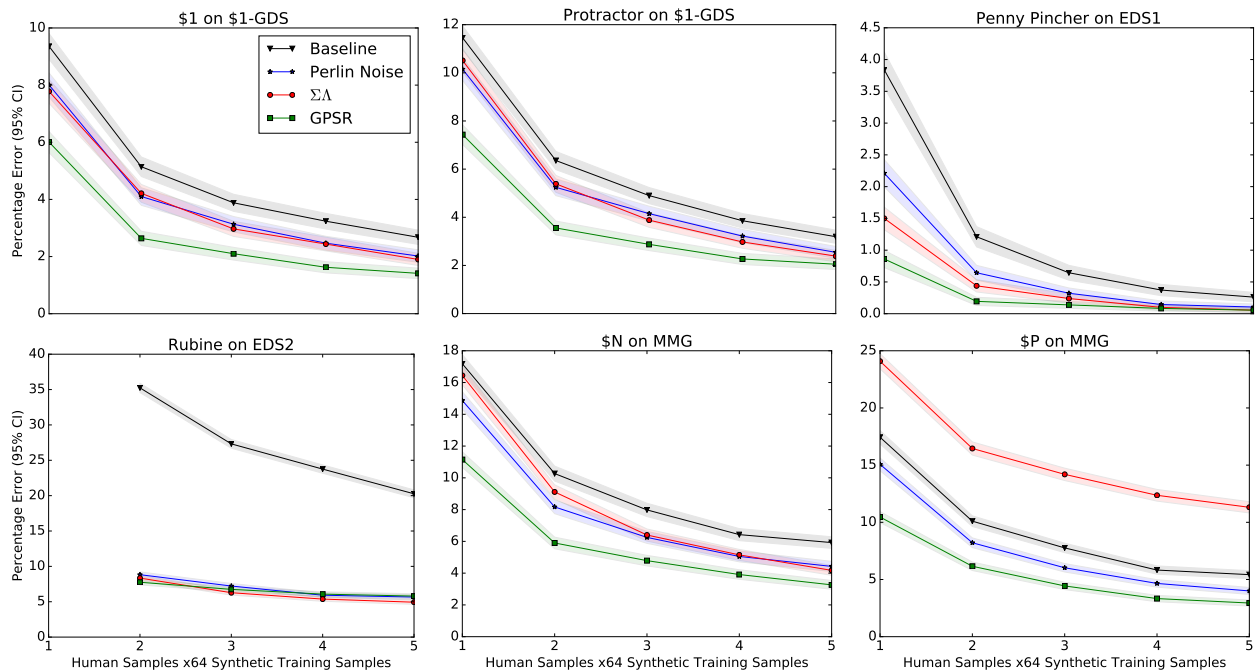 $1 on $1-GDS
Protractor on $1-GDS
Penny Pincher on EDS1
Percentage Error (95% CI)
10
8
6
4
2
0
Baseline
Perlin Noise
ΣΛ
GPSR
12
10
8
6
4
2
0
4.5
4.0
3.5
3.0
2.5
2.0
1.5
1.0
0.5
0.0
Rubine on EDS2
$N on MMG
$P on MMG
Percentage Error (95% CI)
40
35
30
25
20
15
10
5
0
1 2 3 4 5
Human Samples x64 Synthetic Training Samples
18
16
14
12
10
8
6
4
2
0
1 2 3 4 5
Human Samples x64 Synthetic Training Samples
25
20
15
10
5
0
1 2 3 4 5
Human Samples x64 Synthetic Training Samples